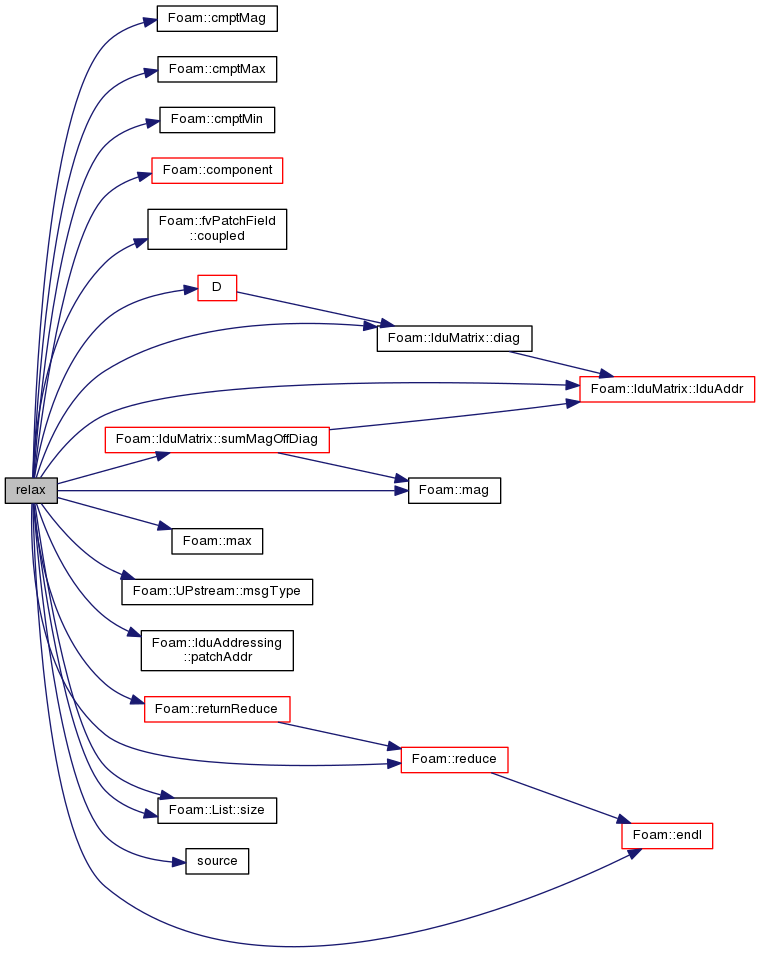 Foam::cmptMag
Foam::cmptMax
Foam::cmptMin
Foam::component
Foam::fvPatchField
::coupled
D
Foam::lduMatrix::diag
Foam::lduMatrix::lduAddr
Foam::lduMatrix::sumMagOffDiag
relax
Foam::mag
Foam::max
Foam::UPstream::msgType
Foam::lduAddressing
::patchAddr
Foam::returnReduce
Foam::reduce
Foam::List::size
Foam::endl
source